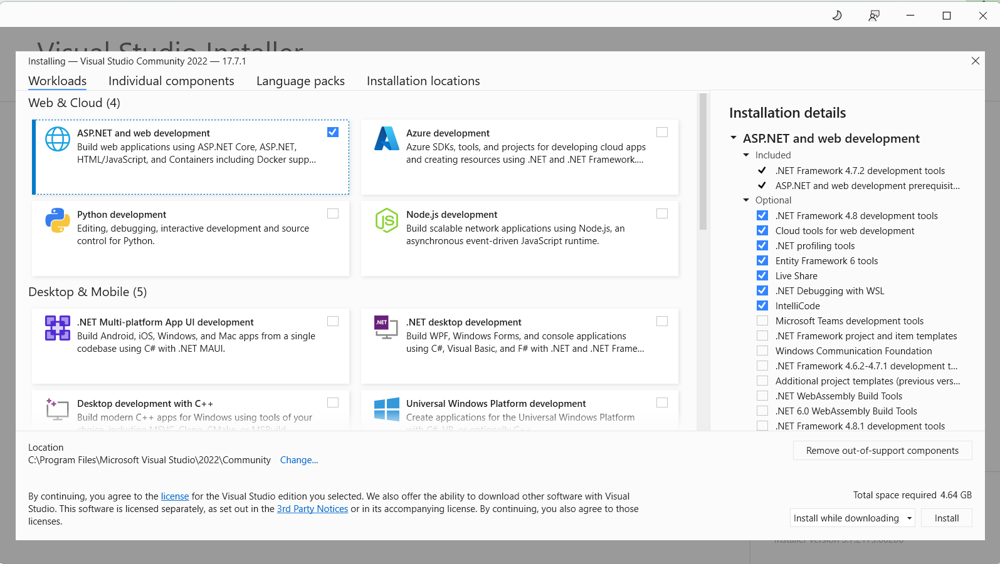 Visual Studio Installer
Installing — Visual Studio Community 2022 — 17.7.1
Workloads
Individual components
Language packs
Installation locations
Web & Cloud (4)
ASP.NET and web development
Build web applications using ASP.NET Core, ASP.NET,
HTML/JavaScript, and Containers including Docker supp...
Azure development
Azure SDKs, tools, and projects for developing cloud apps
and creating resources using .NET and .NET Framework....
Python development
Editing, debugging, interactive development and source
control for Python.
JS
Node.js development
Build scalable network applications using Node.js, an
asynchronous event-driven JavaScript runtime.
Desktop & Mobile (5)
.NET Multi-platform App UI development
Build Android, iOS, Windows, and Mac apps from a single
codebase using C# with .NET MAUI.
.NET
.NET desktop development
Build WPF, Windows Forms, and console applications
using C#, Visual Basic, and F# with .NET and .NET Frame...
Desktop development with C++
Build modern C++ apps for Windows using tools of your
choice, including MSVC, Clang, CMake, or MSBuild.
Universal Windows Platform development
Create applications for the Universal Windows Platform
with C#, VB, or optionally C++.
Installation details
ASP.NET and web development
Included
.NET Framework 4.7.2 development tools
ASP.NET and web development prerequisit...
Optional
.NET Framework 4.8 development tools
Cloud tools for web development
.NET profiling tools
Entity Framework 6 tools
Live Share
.NET Debugging with WSL
IntelliCode
Microsoft Teams development tools
.NET Framework project and item templates
Windows Communication Foundation
.NET Framework 4.6.2-4.7.1 development t...
Additional project templates (previous vers...
.NET WebAssembly Build Tools
.NET 6.0 WebAssembly Build Tools
.NET Framework 4.8.1 development tools
Location
C:\Program Files\Microsoft Visual Studio\2022\Community
Change...
Remove out-of-support components
By continuing, you agree to the license for the Visual Studio edition you selected. We also offer the ability to download other software with Visual
Studio. This software is licensed separately, as set out in the 3rd Party Notices or in its accompanying license. By continuing, you also agree to those
licenses.
Total space required 4.64 GB
Install while downloading
Install